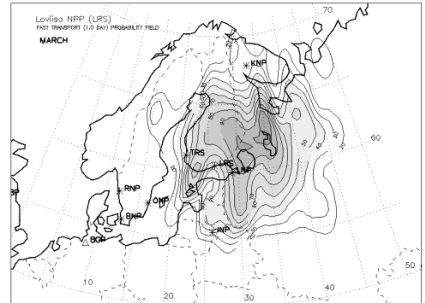 Loviisa NPP (LRS)
FAST TRANSPORT (1.0 DAY) PROBABILITY FIELD
MARCH
70
KNP
60
TRS
LRS
RNP
ONP
BNP
INP
BGP
50
10
20
30
40